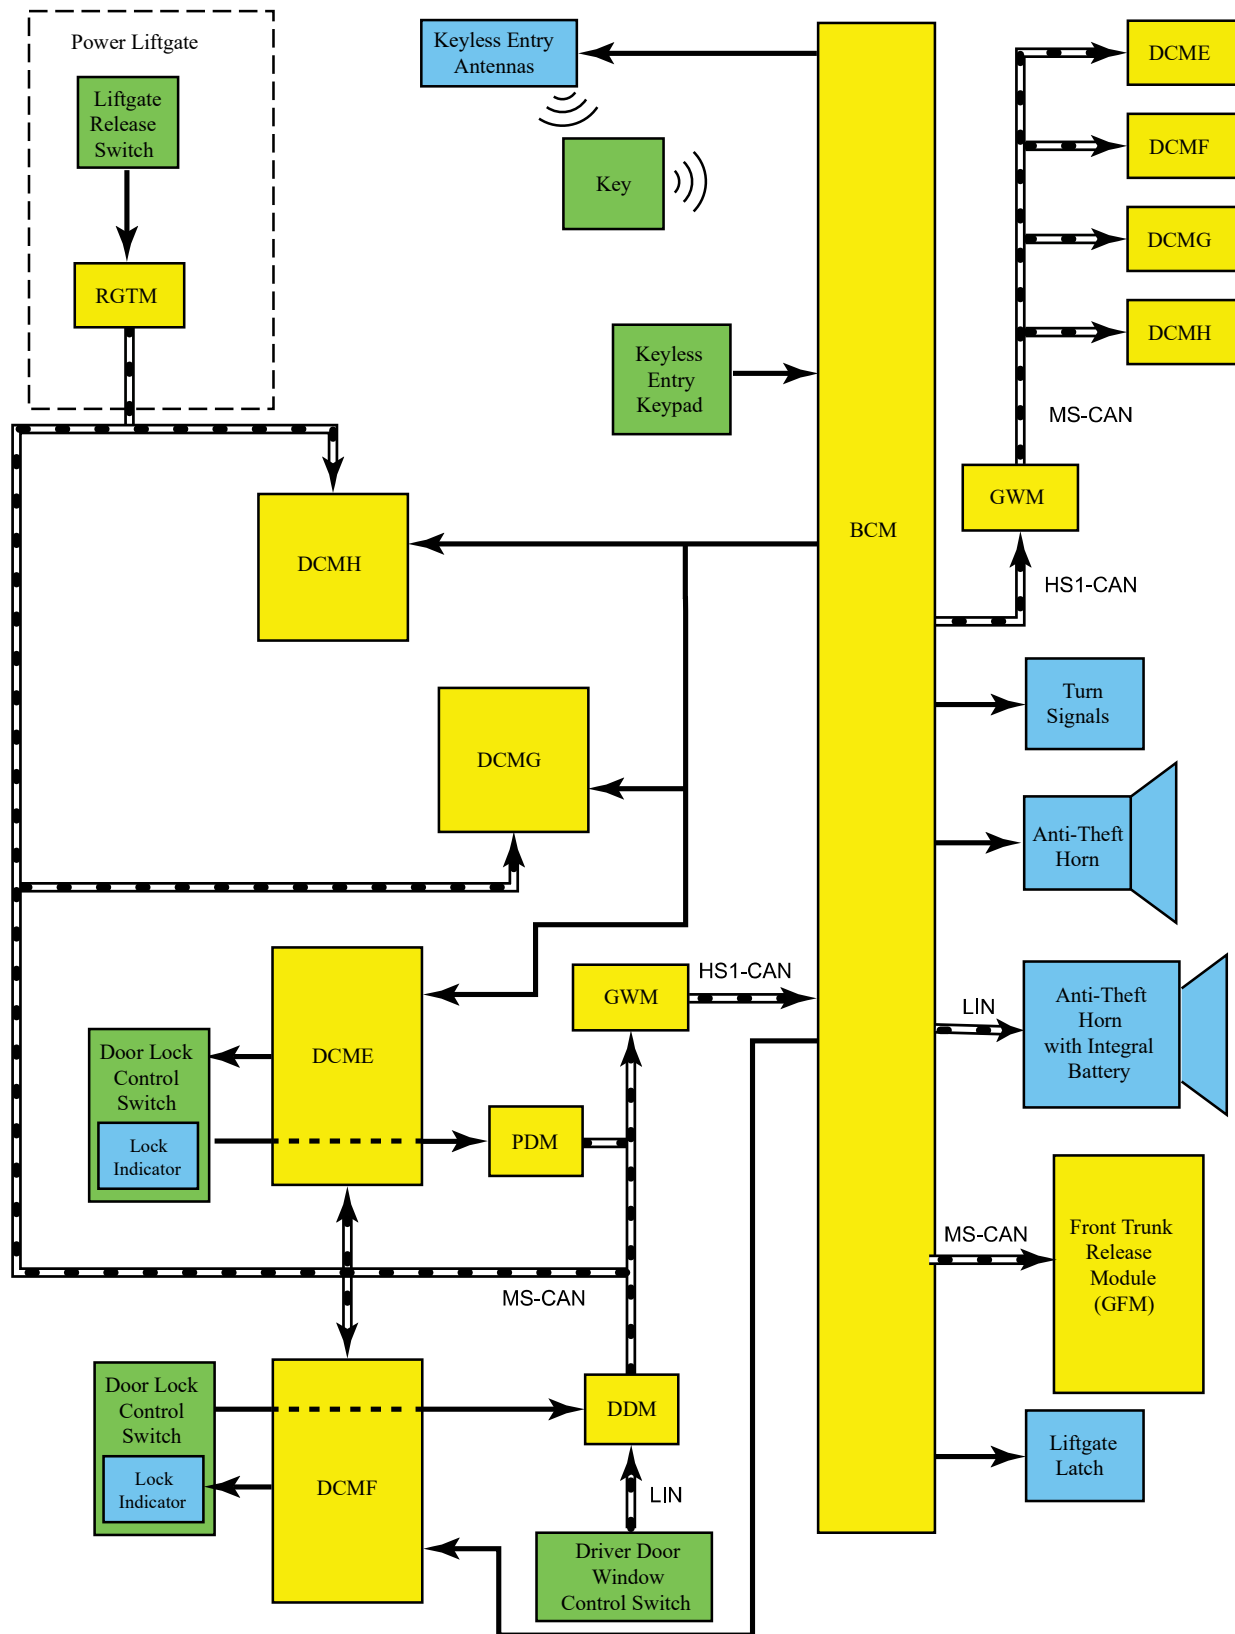 Power Liftgate
Liftgate
Release
Switch
RGTM
Keyless Entry
Antennas
Key
Keyless
Entry
Keypad
BCM
DCME
DCMF
DCMG
DCMH
MS-CAN
GWM
HS1-CAN
DCMH
DCMG
Turn
Signals
Anti-Theft
Horn
LIN
Anti-Theft
Horn
with Integral
Battery
GWM
HS1-CAN
DCME
Door Lock
Control
Switch
Lock
Indicator
PDM
MS-CAN
MS-CAN
Front Trunk
Release
Module
(GFM)
Door Lock
Control
Switch
Lock
Indicator
DCMF
DDM
LIN
Driver Door
Window
Control Switch
Liftgate
Latch